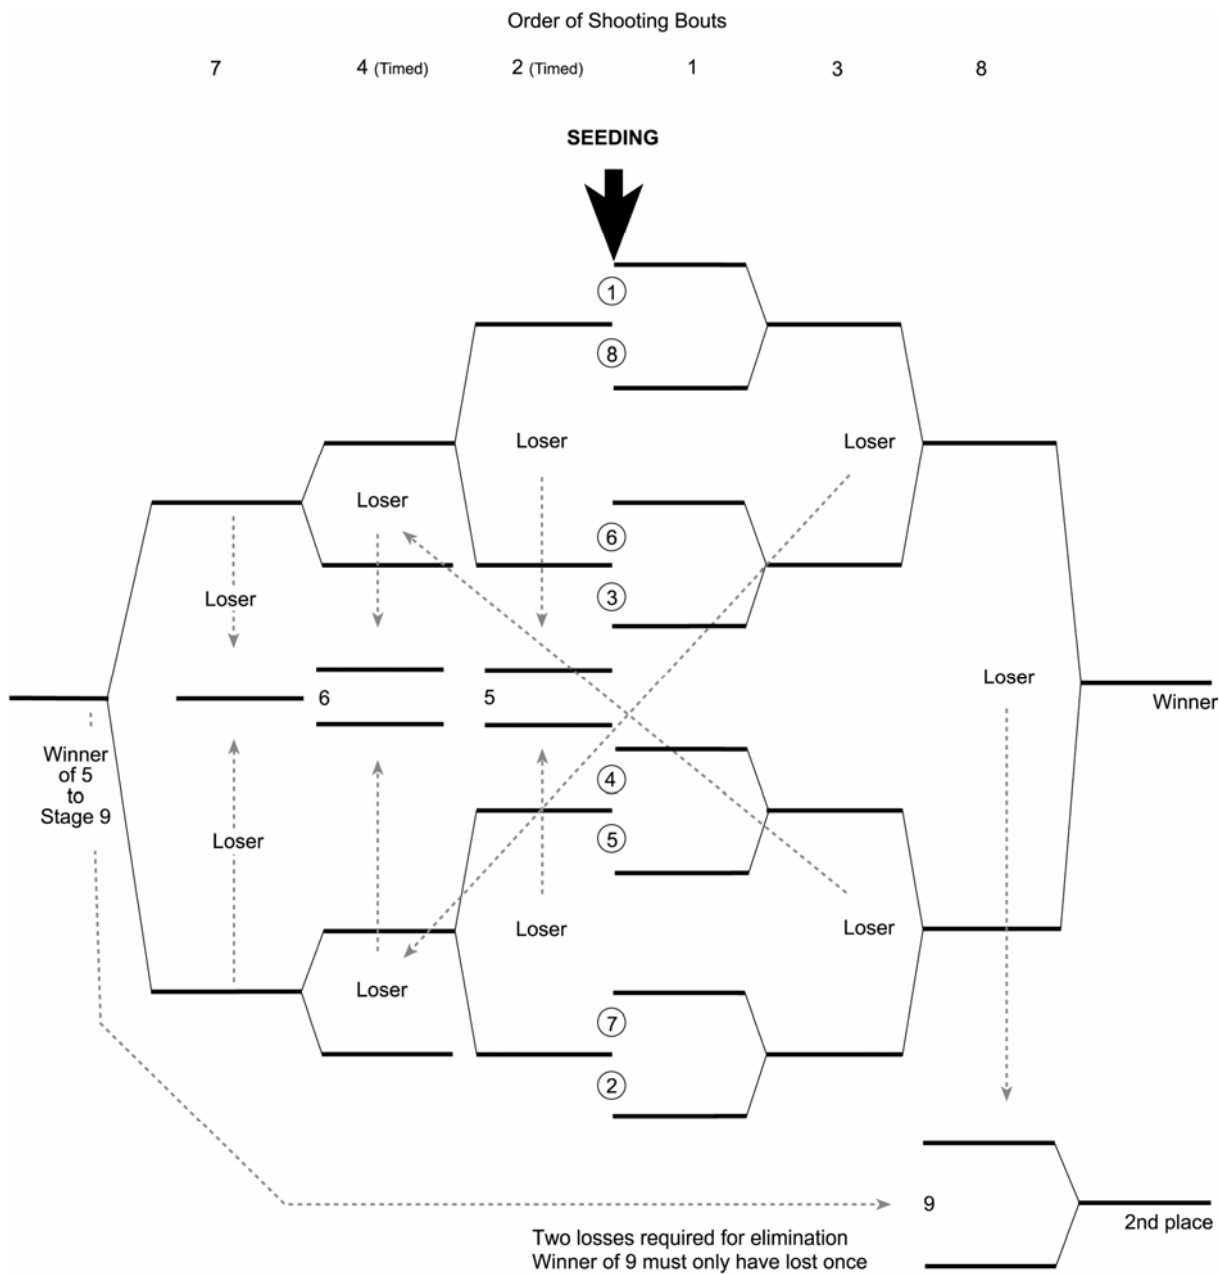 Order of Shooting Bouts
7 4 (Timed) 2 (Timed) 1 3 8
SEEDING
1
8
Loser Loser
Loser
6
3
Loser
6 5
Loser
Winner
Winner
of 5
to
Stage 9
4
5
Loser
Loser Loser
Loser
7
2
9
2nd place
Two losses required for elimination
Winner of 9 must only have lost once